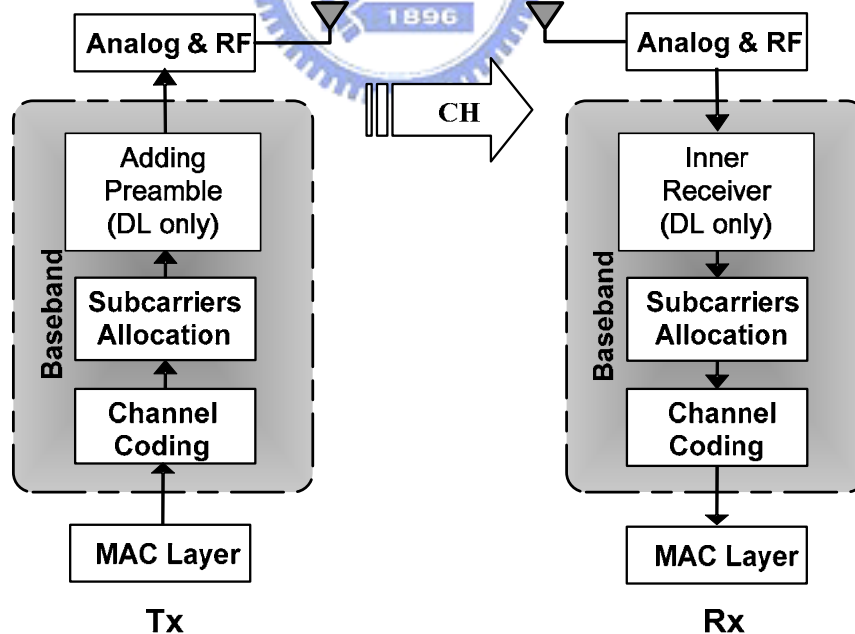 1896
Analog & RF
Adding
Preamble
(DL only)
Subcarriers
Allocation
Channel
Coding
Baseband
MAC Layer
Tx
CH
Analog & RF
Inner
Receiver
(DL only)
Subcarriers
Allocation
Channel
Coding
Baseband
MAC Layer
Rx